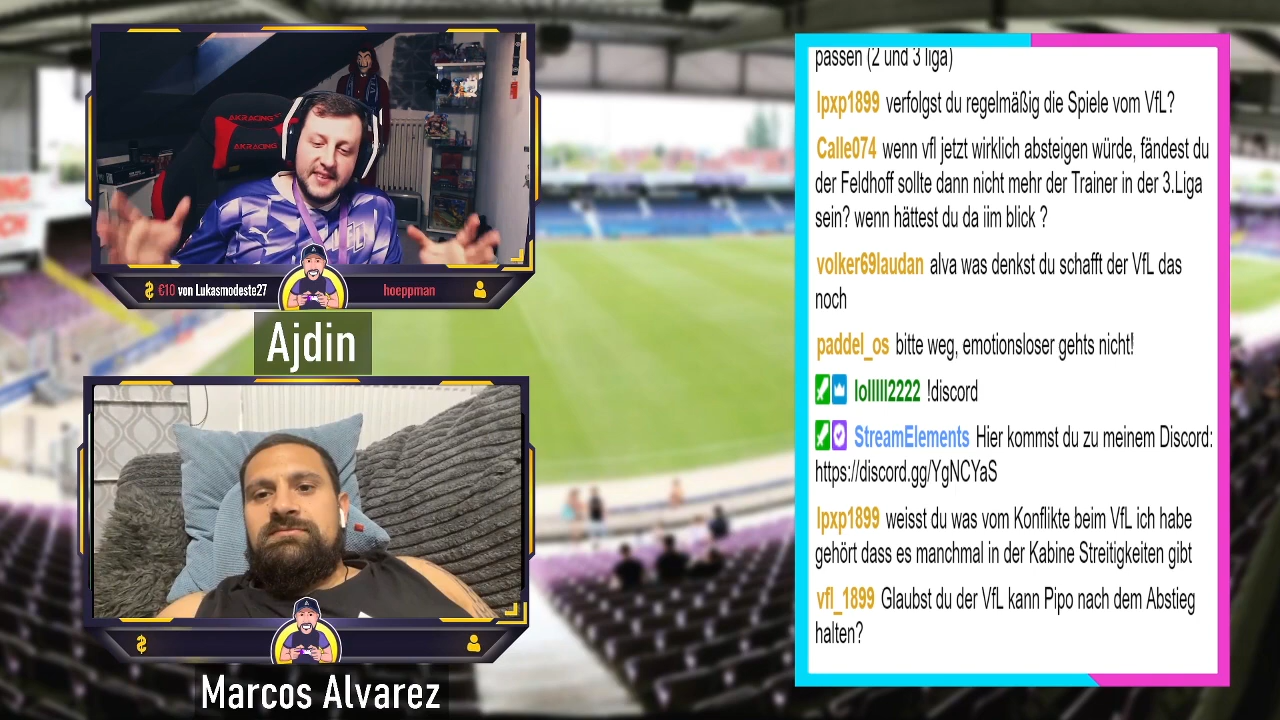 AKRACING
AKRACING
€10 von Lukasmodeste27
hoeppman
Ajdin
Marcos Alvarez
passen (2 und 3 liga)
lpxp1899 verfolgst du regelmäßig die Spiele vom VfL?
Calle074 wenn vfl jetzt wirklich absteigen würde, fändest du
der Feldhoff sollte dann nicht mehr der Trainer in der 3.Liga
sein? wenn hättest du da iim blick ?
volker69laudan alva was denkst du schafft der VfL das
noch
paddel_os bitte weg, emotionsloser gehts nicht!
lolllll2222 !discord
StreamElements Hier kommst du zu meinem Discord:
https://discord.gg/YgNCYaS
lpxp1899 weisst du was vom Konflikte beim VfL ich habe
gehört dass es manchmal in der Kabine Streitigkeiten gibt
vfl_1899 Glaubst du der VfL kann Pipo nach dem Abstieg
halten?